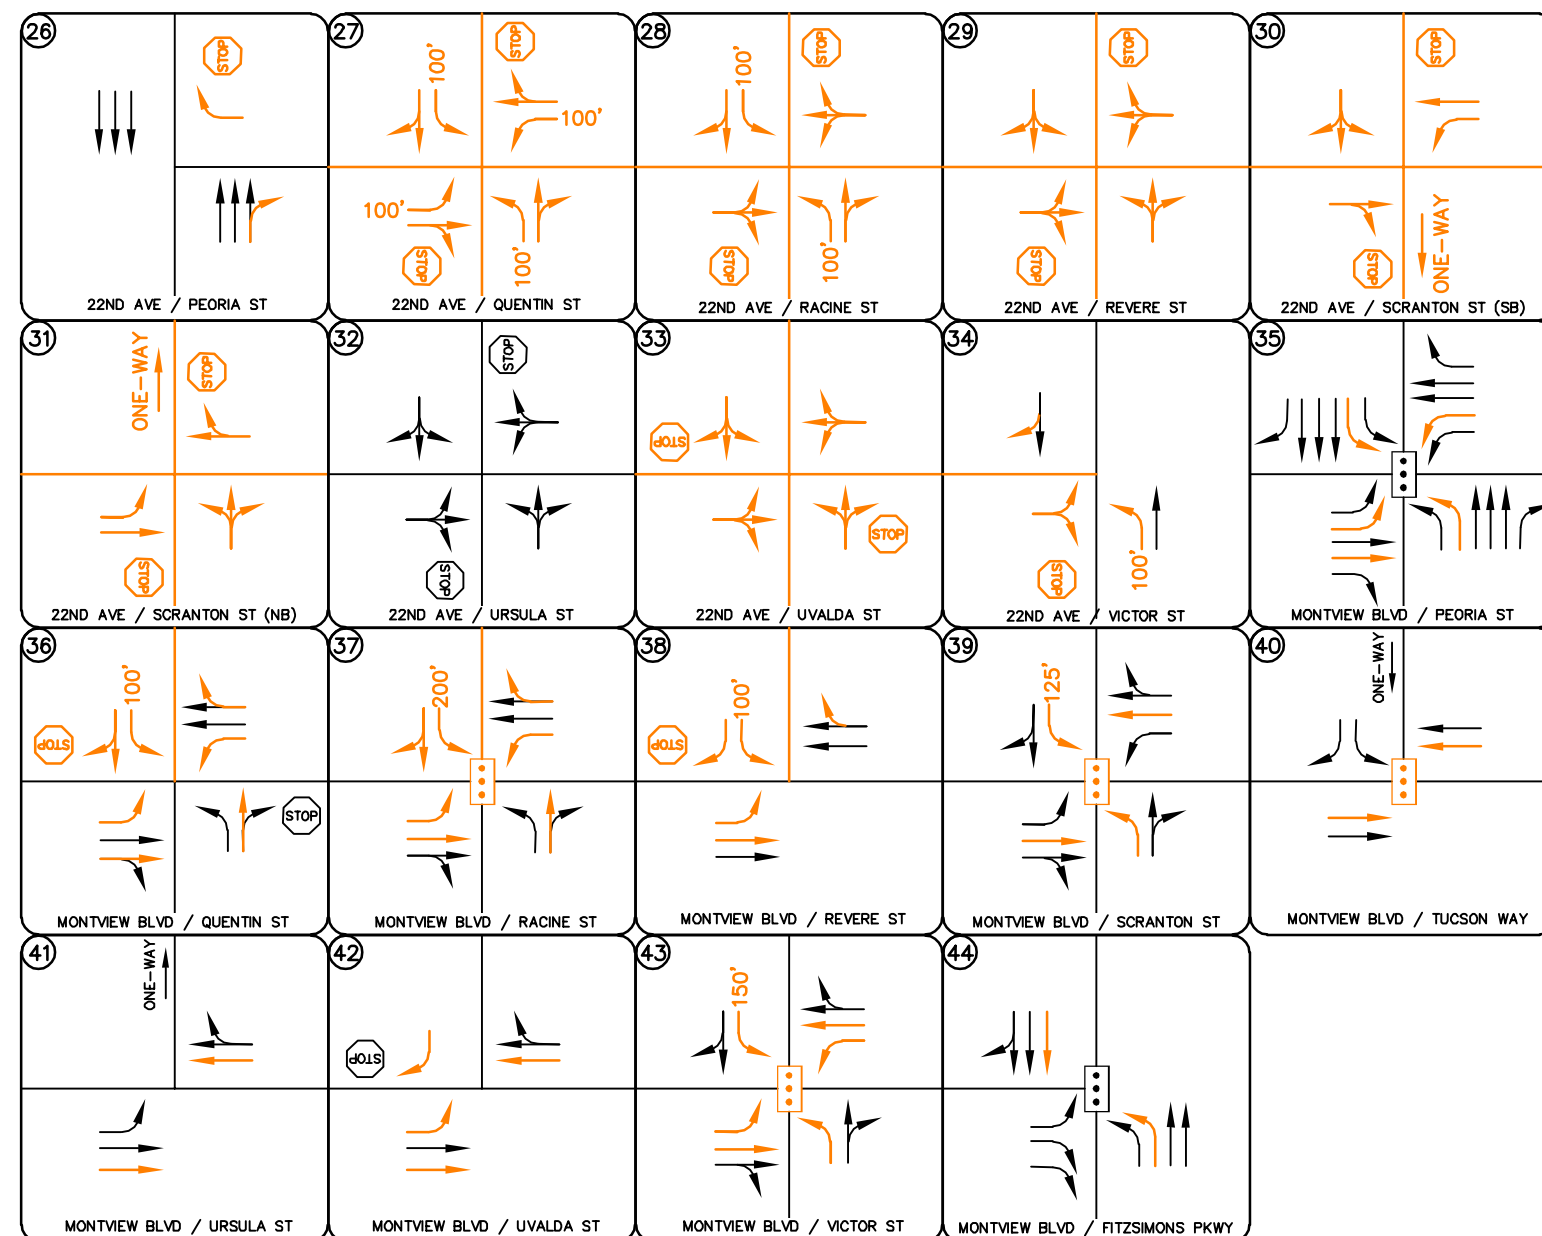 26
STOP
22ND AVE / PEORIA ST
27
100'
STOP
100'
100'
STOP
100'
22ND AVE / QUENTIN ST
28
100'
STOP
STOP
100'
22ND AVE / RACINE ST
29
STOP
STOP
22ND AVE / REVERE ST
30
STOP
STOP
ONE-WAY
22ND AVE / SCRANTON ST (SB)
31
ONE-WAY
STOP
STOP
22ND AVE / SCRANTON ST (NB)
32
STOP
STOP
22ND AVE / URSULA ST
33
STOP
STOP
22ND AVE / UVALDA ST
34
STOP
100'
22ND AVE / VICTOR ST
35
MONTVIEW BLVD / PEORIA ST
36
100'
STOP
STOP
MONTVIEW BLVD / QUENTIN ST
37
200'
MONTVIEW BLVD / RACINE ST
38
100'
STOP
MONTVIEW BLVD / REVERE ST
39
125'
MONTVIEW BLVD / SCRANTON ST
40
ONE-WAY
MONTVIEW BLVD / TUCSON WAY
41
ONE-WAY
MONTVIEW BLVD / URSULA ST
42
STOP
MONTVIEW BLVD / UVALDA ST
43
150'
MONTVIEW BLVD / VICTOR ST
44
MONTVIEW BLVD / FITZSIMONS PKWY